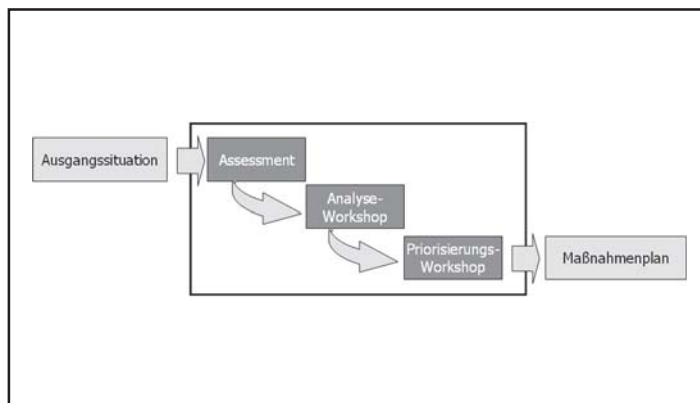 Ausgangssituation
Assessment
Analyse-
Workshop
Priorisierungs-
Workshop
Maßnahmenplan